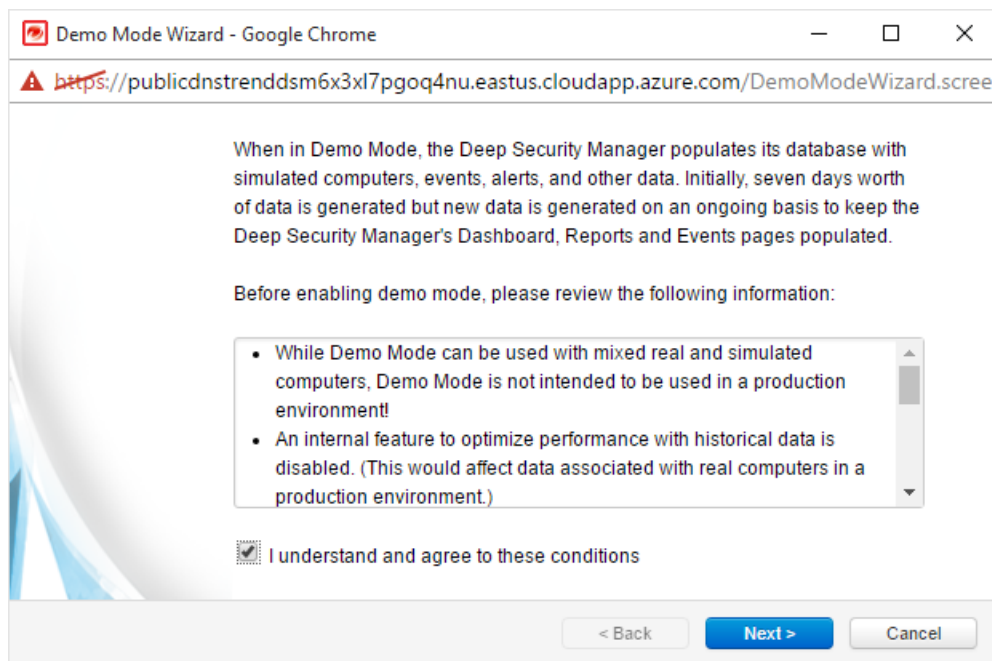 Demo Mode Wizard - Google Chrome
https://publicdnstrenddsm6x3xl7pgoq4nu.eastus.cloudapp.azure.com/DemoModeWizard.scree
When in Demo Mode, the Deep Security Manager populates its database with
simulated computers, events, alerts, and other data. Initially, seven days worth
of data is generated but new data is generated on an ongoing basis to keep the
Deep Security Manager's Dashboard, Reports and Events pages populated.
Before enabling demo mode, please review the following information:
• While Demo Mode can be used with mixed real and simulated
computers, Demo Mode is not intended to be used in a production
environment!
• An internal feature to optimize performance with historical data is
disabled. (This would affect data associated with real computers in a
production environment.)
I understand and agree to these conditions
< Back
Next >
Cancel